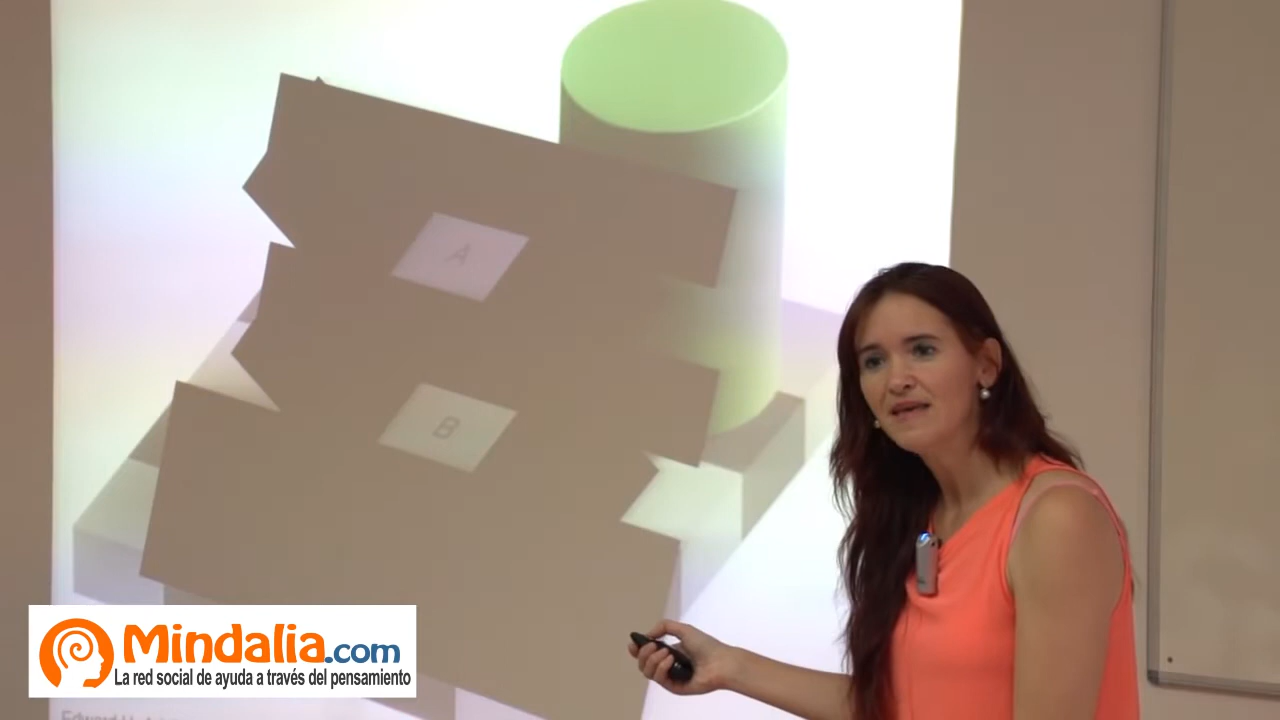 A
B
Mindalia.com
La red social de ayuda a través del pensamiento